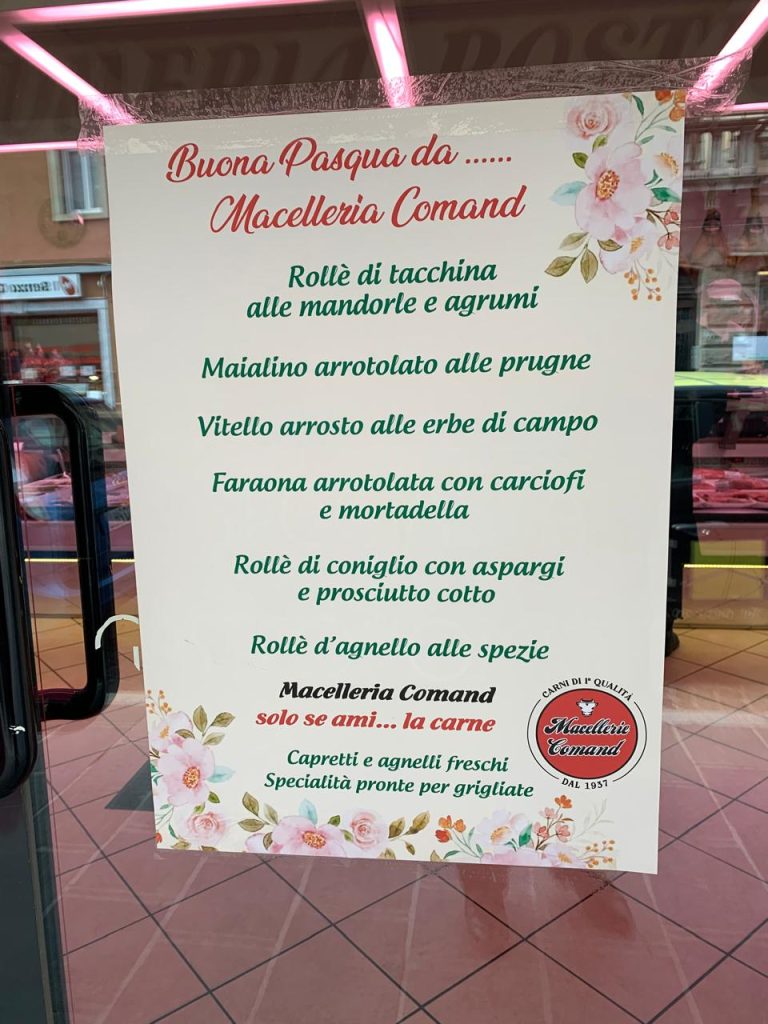 Buona Pasqua da ......
Macelleria Comand
Rollè di tacchina
alle mandorle e agrumi
Maialino arrotolato alle prugne
Vitello arrosto alle erbe di campo
Faraona arrotolata con carciofi
e mortadella
Rollè di coniglio con aspargi
e prosciutto cotto
Rollè d'agnello alle spezie
Macelleria Comand
solo se ami... la carne
Capretti e agnelli freschi
Specialità pronte per grigliate
CARNI DI 1ª QUALITÁ
Macellerie
Comand
DAL 1937